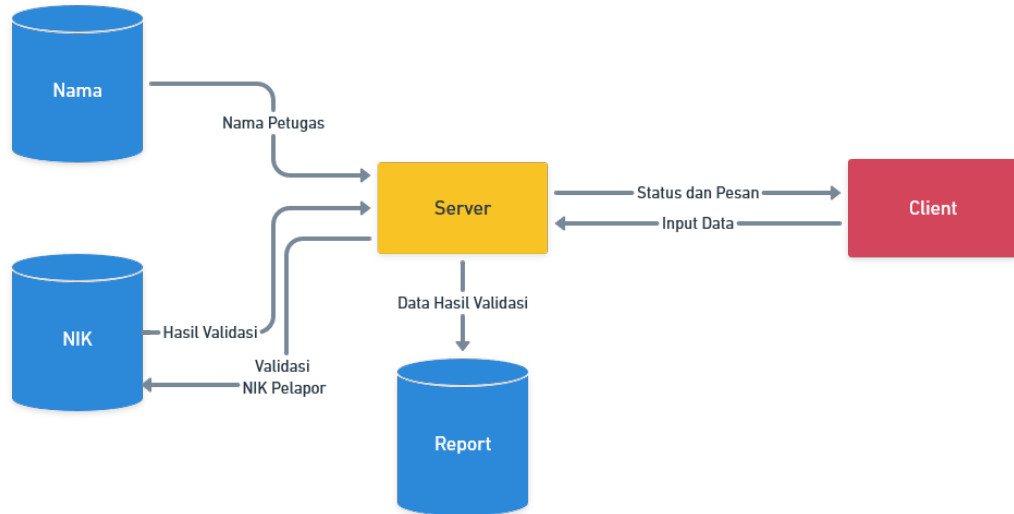 Nama
Nama Petugas
Server
Status dan Pesan
Input Data
Client
NIK
Hasil Validasi
Validasi
NIK Pelapor
Data Hasil Validasi
Report